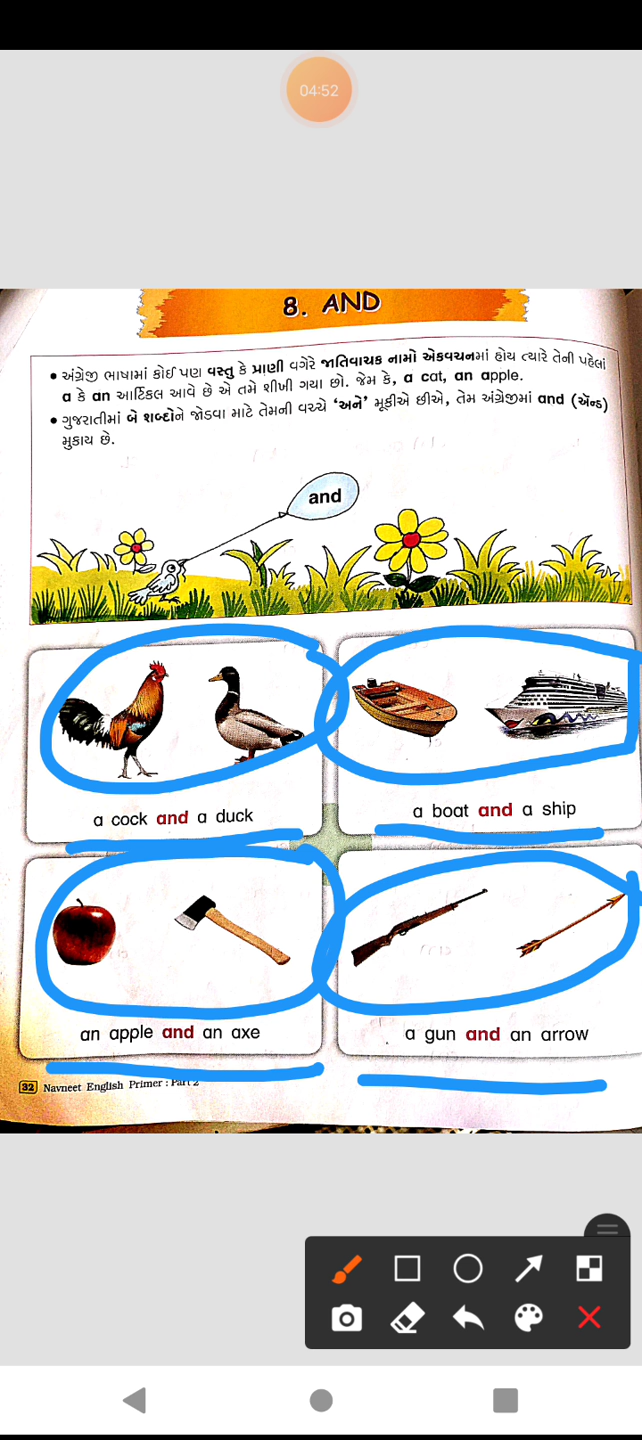 04:52
8. AND
• અંગ્રેજી ભાષામાં કોઈ પણ વસ્તુ કે પ્રાણી વગેરે જાતિવાચક નામો એકવચનમાં હોય ત્યારે તેની પહેલાં
a કે an આર્ટિકલ આવે છે એ તમે શીખી ગયા છો. જેમ કે, a cat, an apple.
• ગુજરાતીમાં બે શબ્દોને જોડવા માટે તેમની વચ્ચે ‘અને’ મૂકીએ છીએ, તેમ અંગ્રેજીમાં and (ઍન્ડ)
મુકાય છે.
and
a cock and a duck
a boat and a ship
an apple and an axe
a gun and an arrow
32 Navneet English Primer : Part 2